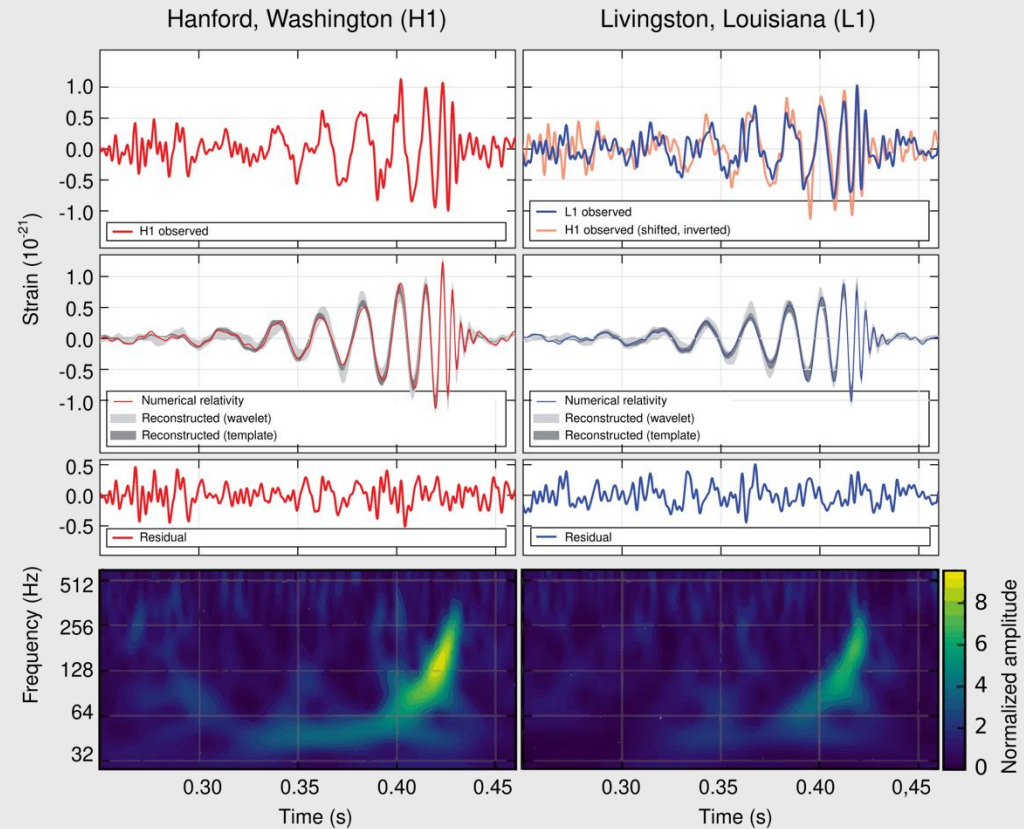 Hanford, Washington (H1)
Livingston, Louisiana (L1)
Strain (10-21)
1.0
0.5
0.0
-0.5
-1.0
H1 observed
L1 observed
H1 observed (shifted, inverted)
1.0
0.5
0.0
-0.5
-1.0
Numerical relativity
Reconstructed (wavelet)
Reconstructed (template)
Numerical relativity
Reconstructed (wavelet)
Reconstructed (template)
0.5
0.0
-0.5
Residual
Residual
Frequency (Hz)
512
256
128
64
32
Normalized amplitude
8
6
4
2
0
0.30
0.35
0.40
0.45
0.30
0.35
0.40
0,45
Time (s)
Time (s)